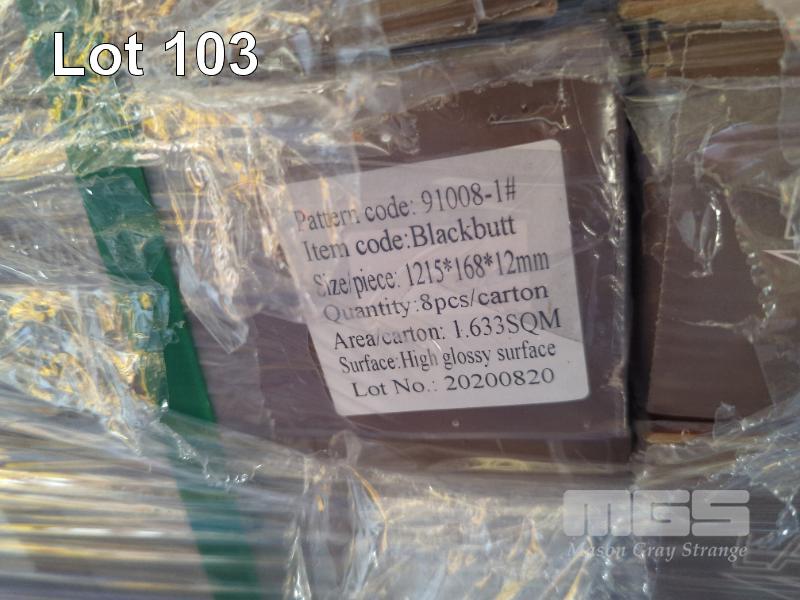 Lot 103
Pattern code: 91008-1#
Item code:Blackbutt
Size/piece: 1215*168*12mm
Quantity:8pcs/carton
Area/carton: 1.633SQM
Surface:High glossy surface
Lot No.: 20200820
MGS
Mason Gray Strange